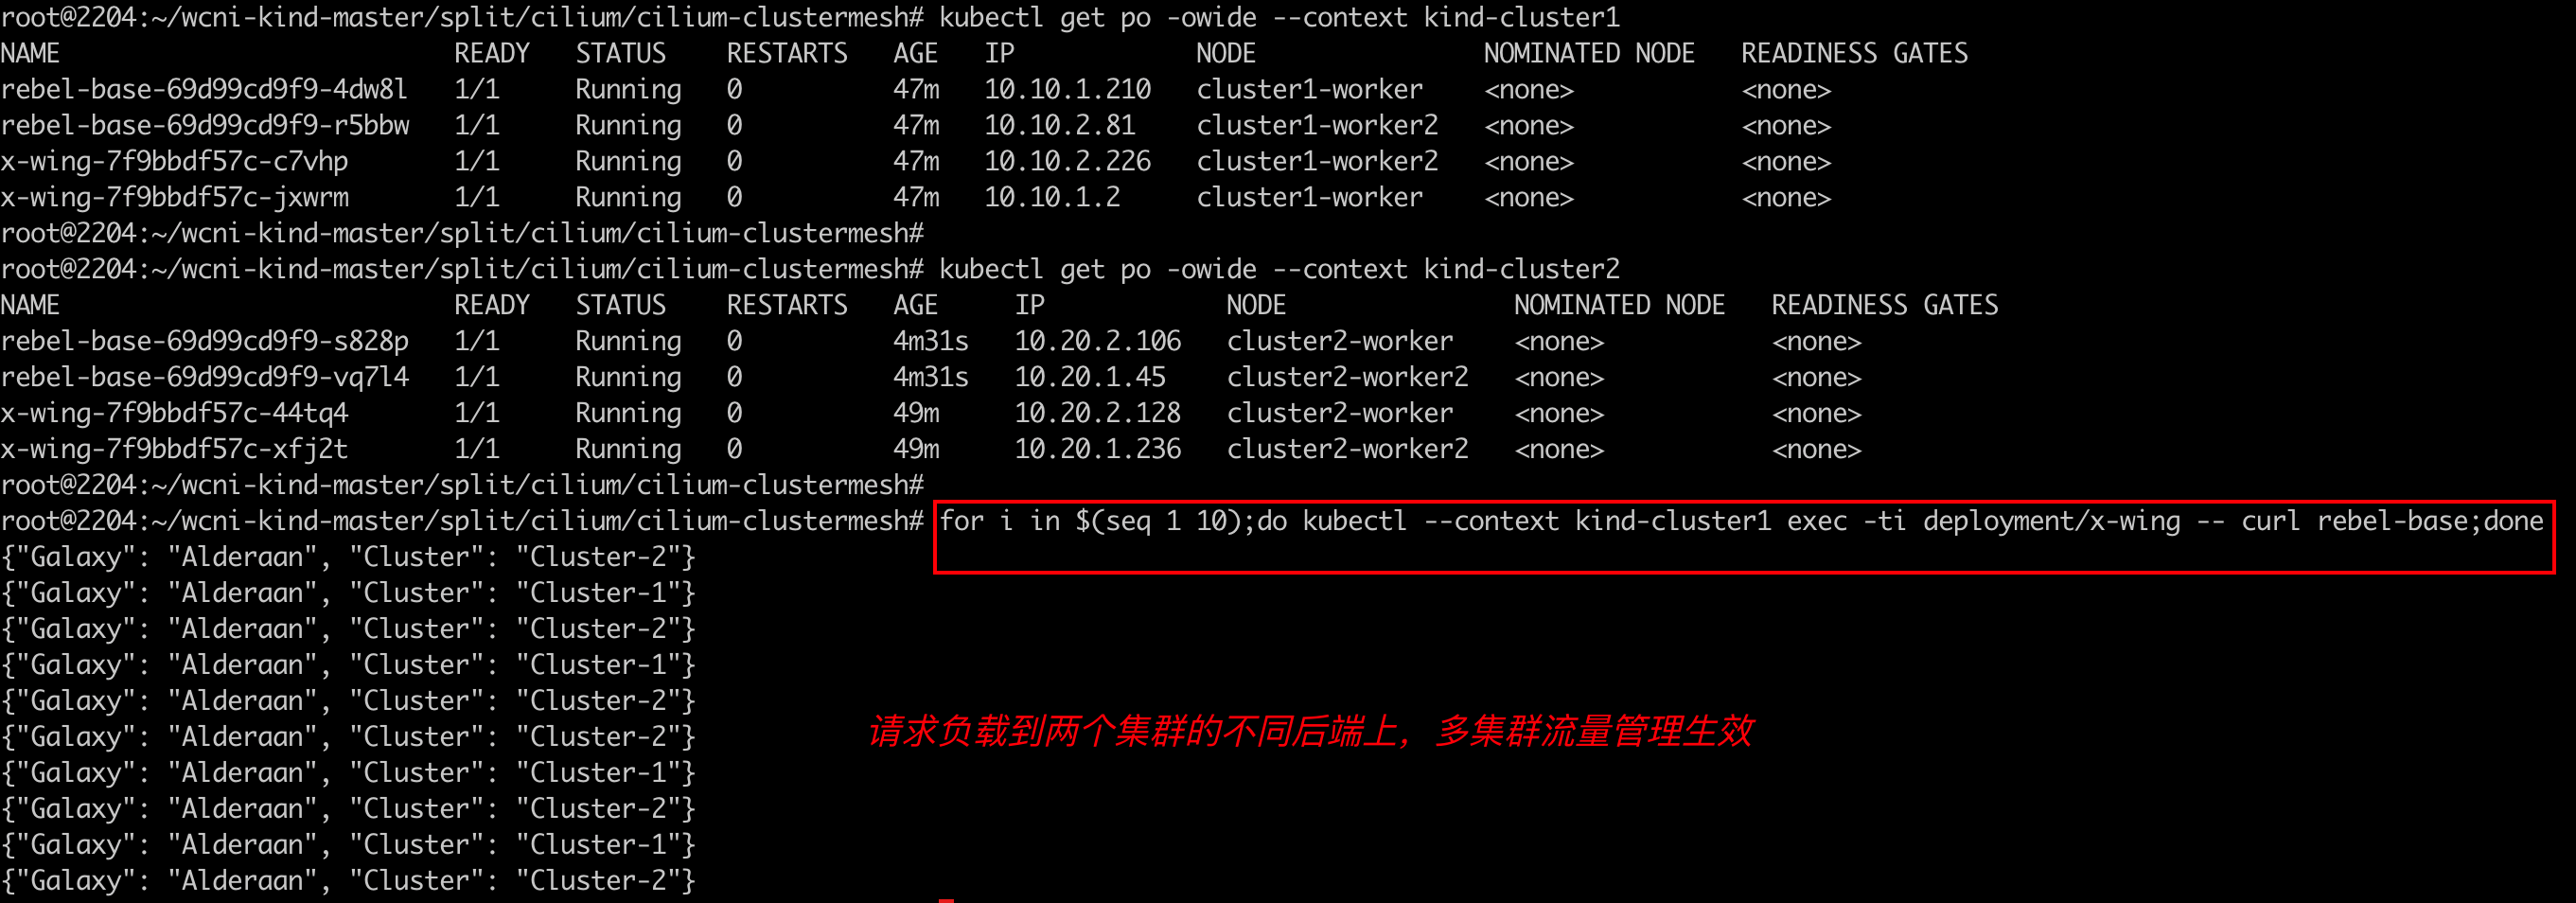 root@2204:~/wcni-kind-master/split/cilium/cilium-clustermesh# kubectl get po -owide --context kind-cluster1
NAME                          READY   STATUS    RESTARTS   AGE   IP            NODE               NOMINATED NODE   READINESS GATES
rebel-base-69d99cd9f9-4dw8l   1/1     Running   0          47m   10.10.1.210   cluster1-worker    <none>           <none>
rebel-base-69d99cd9f9-r5bbw   1/1     Running   0          47m   10.10.2.81    cluster1-worker2   <none>           <none>
x-wing-7f9bbdf57c-c7vhp       1/1     Running   0          47m   10.10.2.226   cluster1-worker2   <none>           <none>
x-wing-7f9bbdf57c-jxwrm       1/1     Running   0          47m   10.10.1.2     cluster1-worker    <none>           <none>
root@2204:~/wcni-kind-master/split/cilium/cilium-clustermesh#
root@2204:~/wcni-kind-master/split/cilium/cilium-clustermesh# kubectl get po -owide --context kind-cluster2
NAME                          READY   STATUS    RESTARTS   AGE     IP            NODE               NOMINATED NODE   READINESS GATES
rebel-base-69d99cd9f9-s828p   1/1     Running   0          4m31s   10.20.2.106   cluster2-worker    <none>           <none>
rebel-base-69d99cd9f9-vq7l4   1/1     Running   0          4m31s   10.20.1.45    cluster2-worker2   <none>           <none>
x-wing-7f9bbdf57c-44tq4       1/1     Running   0          49m     10.20.2.128   cluster2-worker    <none>           <none>
x-wing-7f9bbdf57c-xfj2t       1/1     Running   0          49m     10.20.1.236   cluster2-worker2   <none>           <none>
root@2204:~/wcni-kind-master/split/cilium/cilium-clustermesh#
root@2204:~/wcni-kind-master/split/cilium/cilium-clustermesh# for i in $(seq 1 10);do kubectl --context kind-cluster1 exec -ti deployment/x-wing -- curl rebel-base;done
{"Galaxy": "Alderaan", "Cluster": "Cluster-2"}
{"Galaxy": "Alderaan", "Cluster": "Cluster-1"}
{"Galaxy": "Alderaan", "Cluster": "Cluster-2"}
{"Galaxy": "Alderaan", "Cluster": "Cluster-1"}
{"Galaxy": "Alderaan", "Cluster": "Cluster-2"}
请求负载到两个集群的不同后端上，多集群流量管理生效
{"Galaxy": "Alderaan", "Cluster": "Cluster-2"}
{"Galaxy": "Alderaan", "Cluster": "Cluster-1"}
{"Galaxy": "Alderaan", "Cluster": "Cluster-2"}
{"Galaxy": "Alderaan", "Cluster": "Cluster-1"}
{"Galaxy": "Alderaan", "Cluster": "Cluster-2"}